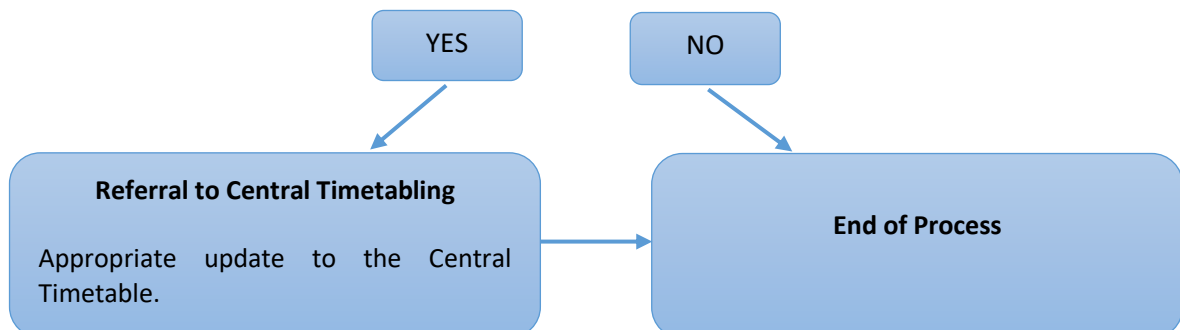 YES
NO
Referral to Central Timetabling
Appropriate update to the Central
Timetable.
End of Process